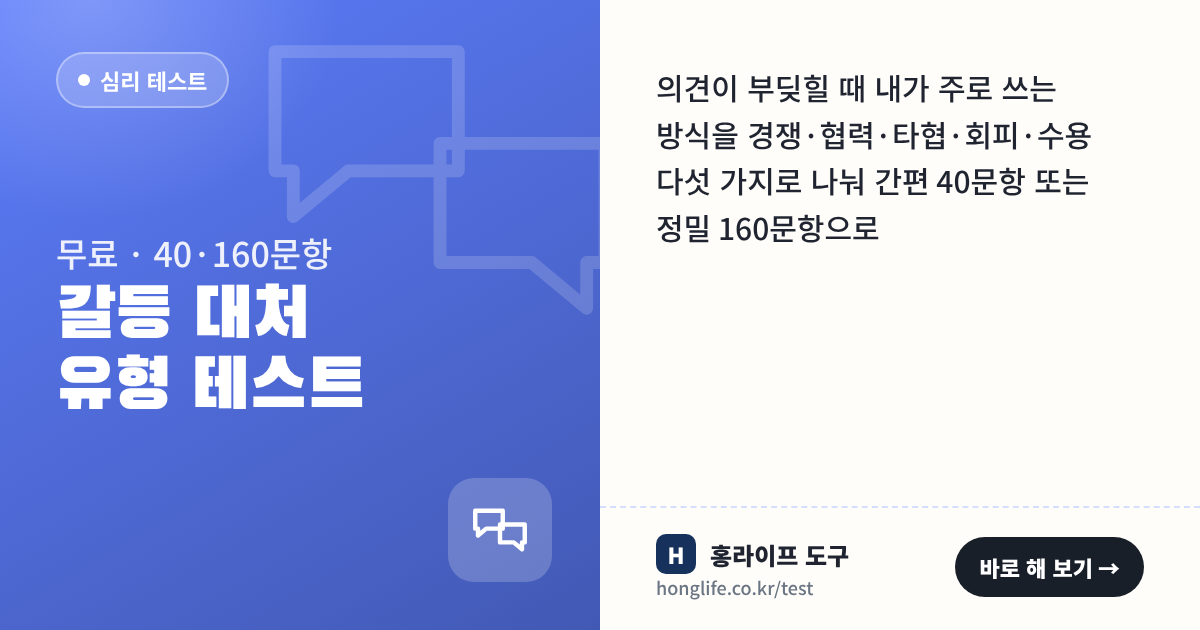 심리 테스트
무료 · 40·160문항
갈등 대처
유형 테스트
의견이 부딪힐 때 내가 주로 쓰는
방식을 경쟁·협력·타협·회피·수용
다섯 가지로 나눠 간편 40문항 또는
정밀 160문항으로
H 홍라이프 도구
honglife.co.kr/test
바로 해 보기 →